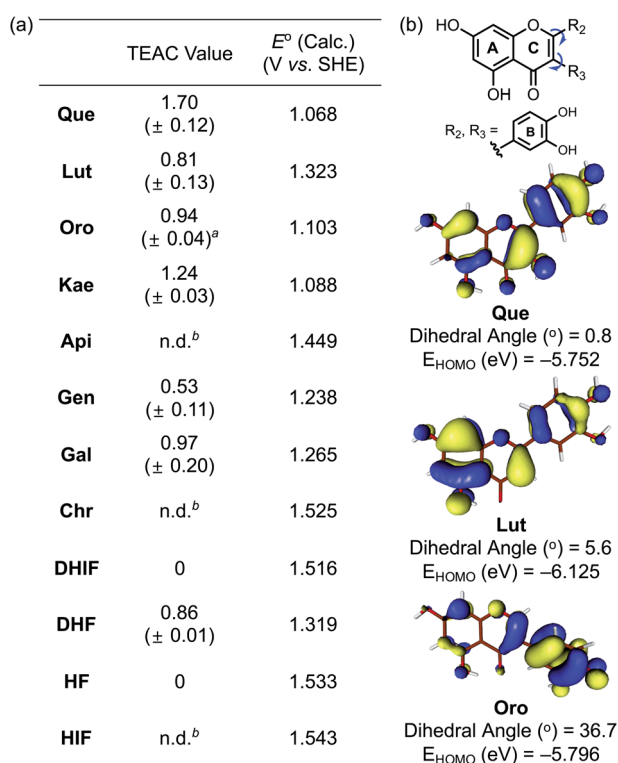 (a)
TEAC Value Eº (Calc.)
(V vs. SHE)
Que 1.70 (± 0.12) 1.068
Lut 0.81 (± 0.13) 1.323
Oro 0.94 (± 0.04)a 1.103
Kae 1.24 (± 0.03) 1.088
Api n.d.b 1.449
Gen 0.53 (± 0.11) 1.238
Gal 0.97 (± 0.20) 1.265
Chr n.d.b 1.525
DHIF 0 1.516
DHF 0.86 (± 0.01) 1.319
HF 0 1.533
HIF n.d.b 1.543
(b)
HO O R2
A C
R3
OH O
OH
R2, R3 = B OH
Que
Dihedral Angle (º) = 0.8
EHOMO (eV) = –5.752
Lut
Dihedral Angle (º) = 5.6
EHOMO (eV) = –6.125
Oro
Dihedral Angle (º) = 36.7
EHOMO (eV) = –5.796